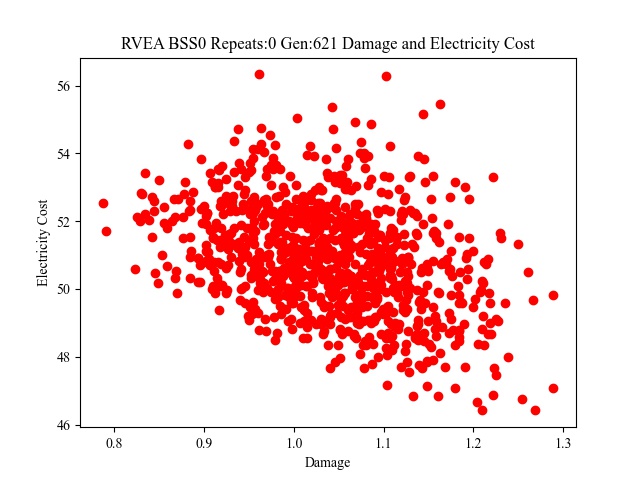 RVEA BSS0 Repeats:0 Gen:621 Damage and Electricity Cost
Electricity Cost
56
54
52
50
48
46
0.8 0.9 1.0 1.1 1.2 1.3
Damage